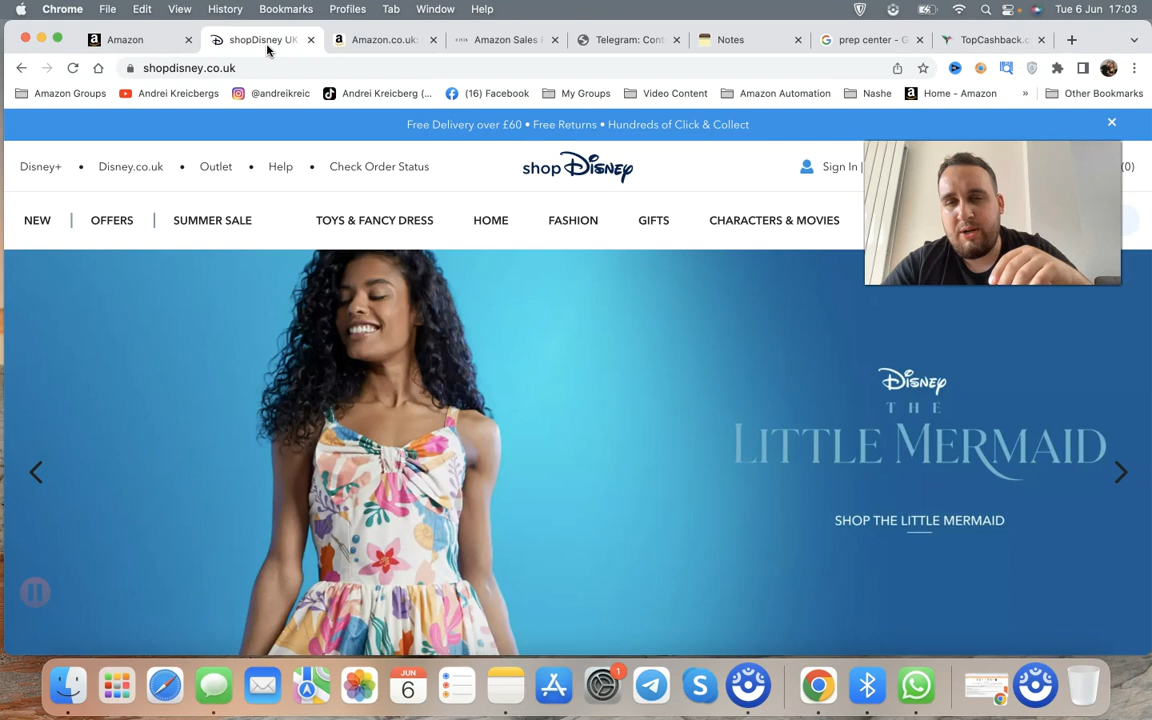 Chrome File Edit View History Bookmarks Profiles Tab Window Help Tue 6 Jun 17:03
Amazon shopDisney UK Amazon.co.uk: Amazon Sales Telegram: Cont Notes prep center - G TopCashback.c
shopdisney.co.uk
Amazon Groups Andrei Kreicbergs @andreikreic Andrei Kreicberg (... (16) Facebook My Groups Video Content Amazon Automation Nashe Home - Amazon » Other Bookmarks
Free Delivery over £60 • Free Returns • Hundreds of Click & Collect
Disney+ • Disney.co.uk • Outlet • Help • Check Order Status shop Disney Sign In | (0)
NEW | OFFERS | SUMMER SALE TOYS & FANCY DRESS HOME FASHION GIFTS CHARACTERS & MOVIES
Disney
THE
LITTLE MERMAID
SHOP THE LITTLE MERMAID
JUN
6
1